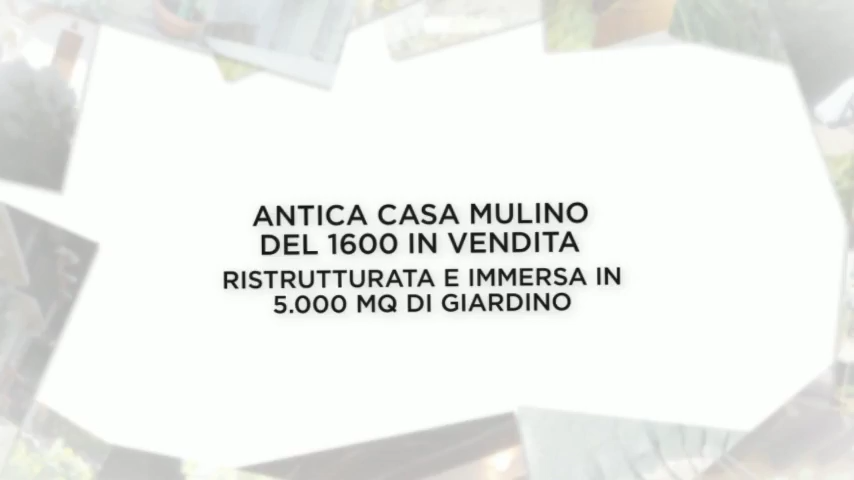 ANTICA CASA MULINO
DEL 1600 IN VENDITA
RISTRUTTURATA E IMMERSA IN
5.000 MQ DI GIARDINO